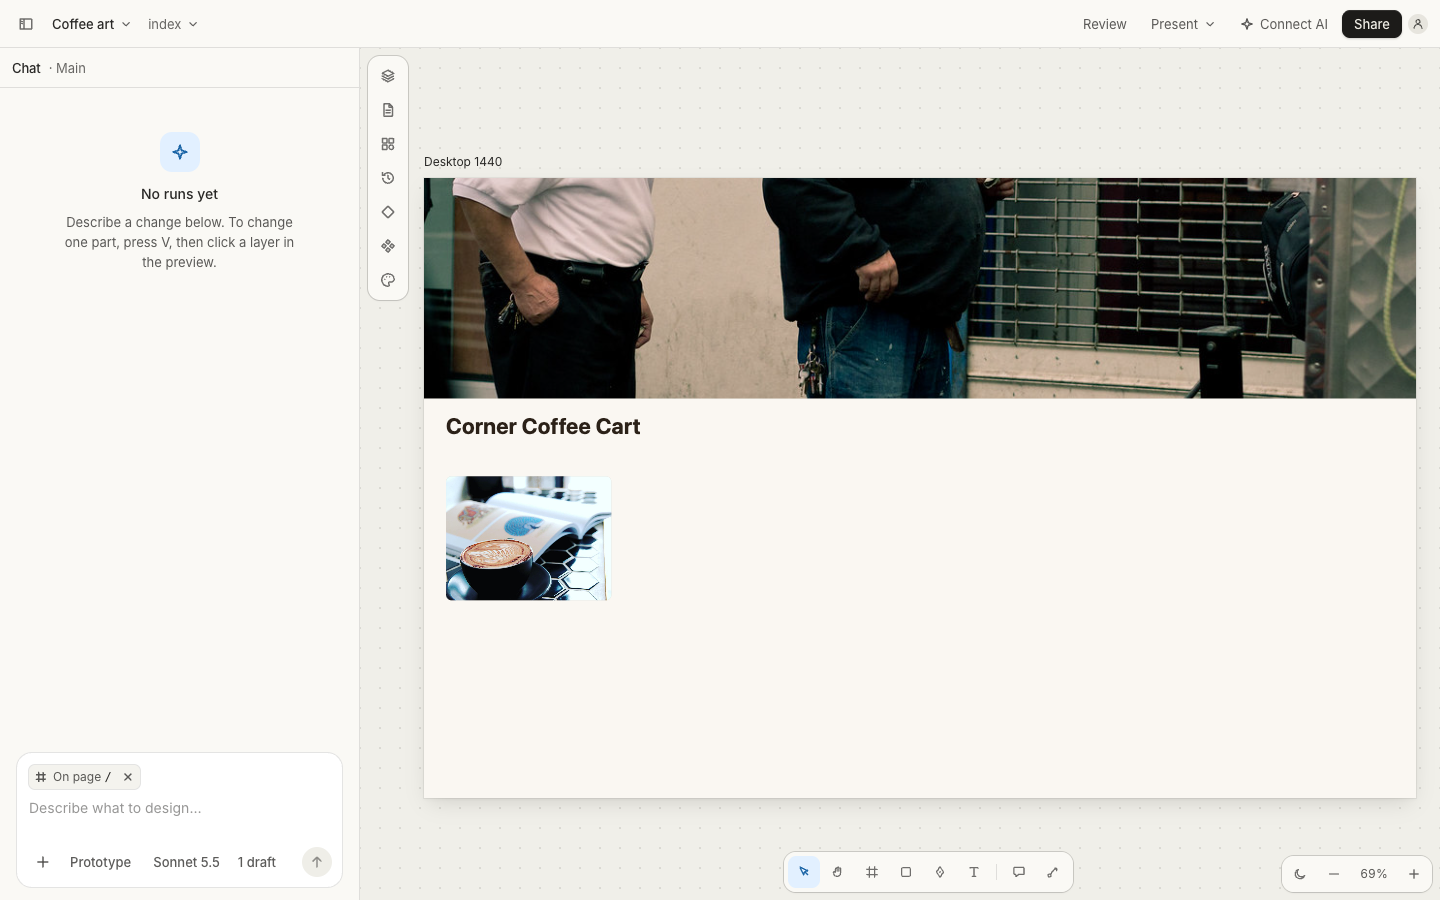 Coffee art
index
Review
Present
Connect AI
Share
Chat · Main
No runs yet
Describe a change below. To change
one part, press V, then click a layer in
the preview.
On page /
Describe what to design...
Prototype
Sonnet 5.5
1 draft
Desktop 1440
Corner Coffee Cart
69%